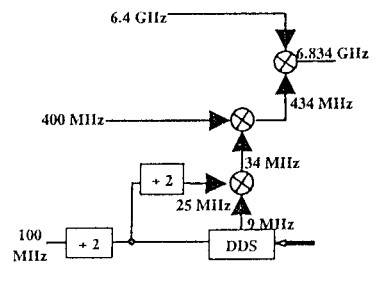 6.4 GHz
6.834 GHz
434 MHz
400 MHz
34 MHz
÷ 2
25 MHz
9 MHz
100
MHz
÷ 2
DDS